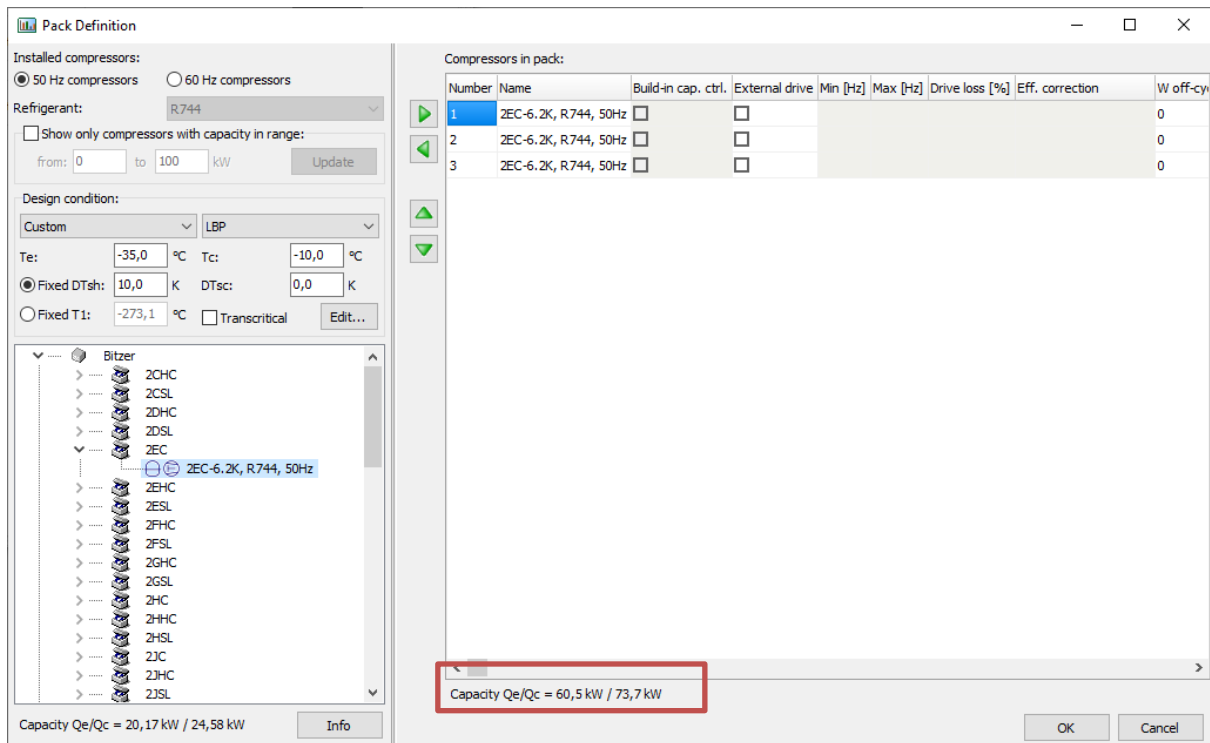 Pack Definition
Installed compressors:
50 Hz compressors
60 Hz compressors
Refrigerant:
R744
Show only compressors with capacity in range:
from: 0 to 100 kW
Update
Design condition:
Custom
LBP
Te: -35,0 ºC Tc: -10,0 ºC
Fixed DTsh: 10,0 K DTsc: 0,0 K
Fixed T1: -273,1 ºC Transcritical Edit...
Bitzer
2CHC
2CSL
2DHC
2DSL
2EC
2EC-6.2K, R744, 50Hz
2EHC
2ESL
2FHC
2FSL
2GHC
2GSL
2HC
2HHC
2HSL
2JC
2JHC
2JSL
Capacity Qe/Qc = 20,17 kW / 24,58 kW
Info
Compressors in pack:
Number Name Build-in cap. ctrl. External drive Min [Hz] Max [Hz] Drive loss [%] Eff. correction W off-cy
1 2EC-6.2K, R744, 50Hz 0
2 2EC-6.2K, R744, 50Hz 0
3 2EC-6.2K, R744, 50Hz 0
Capacity Qe/Qc = 60,5 kW / 73,7 kW
OK
Cancel